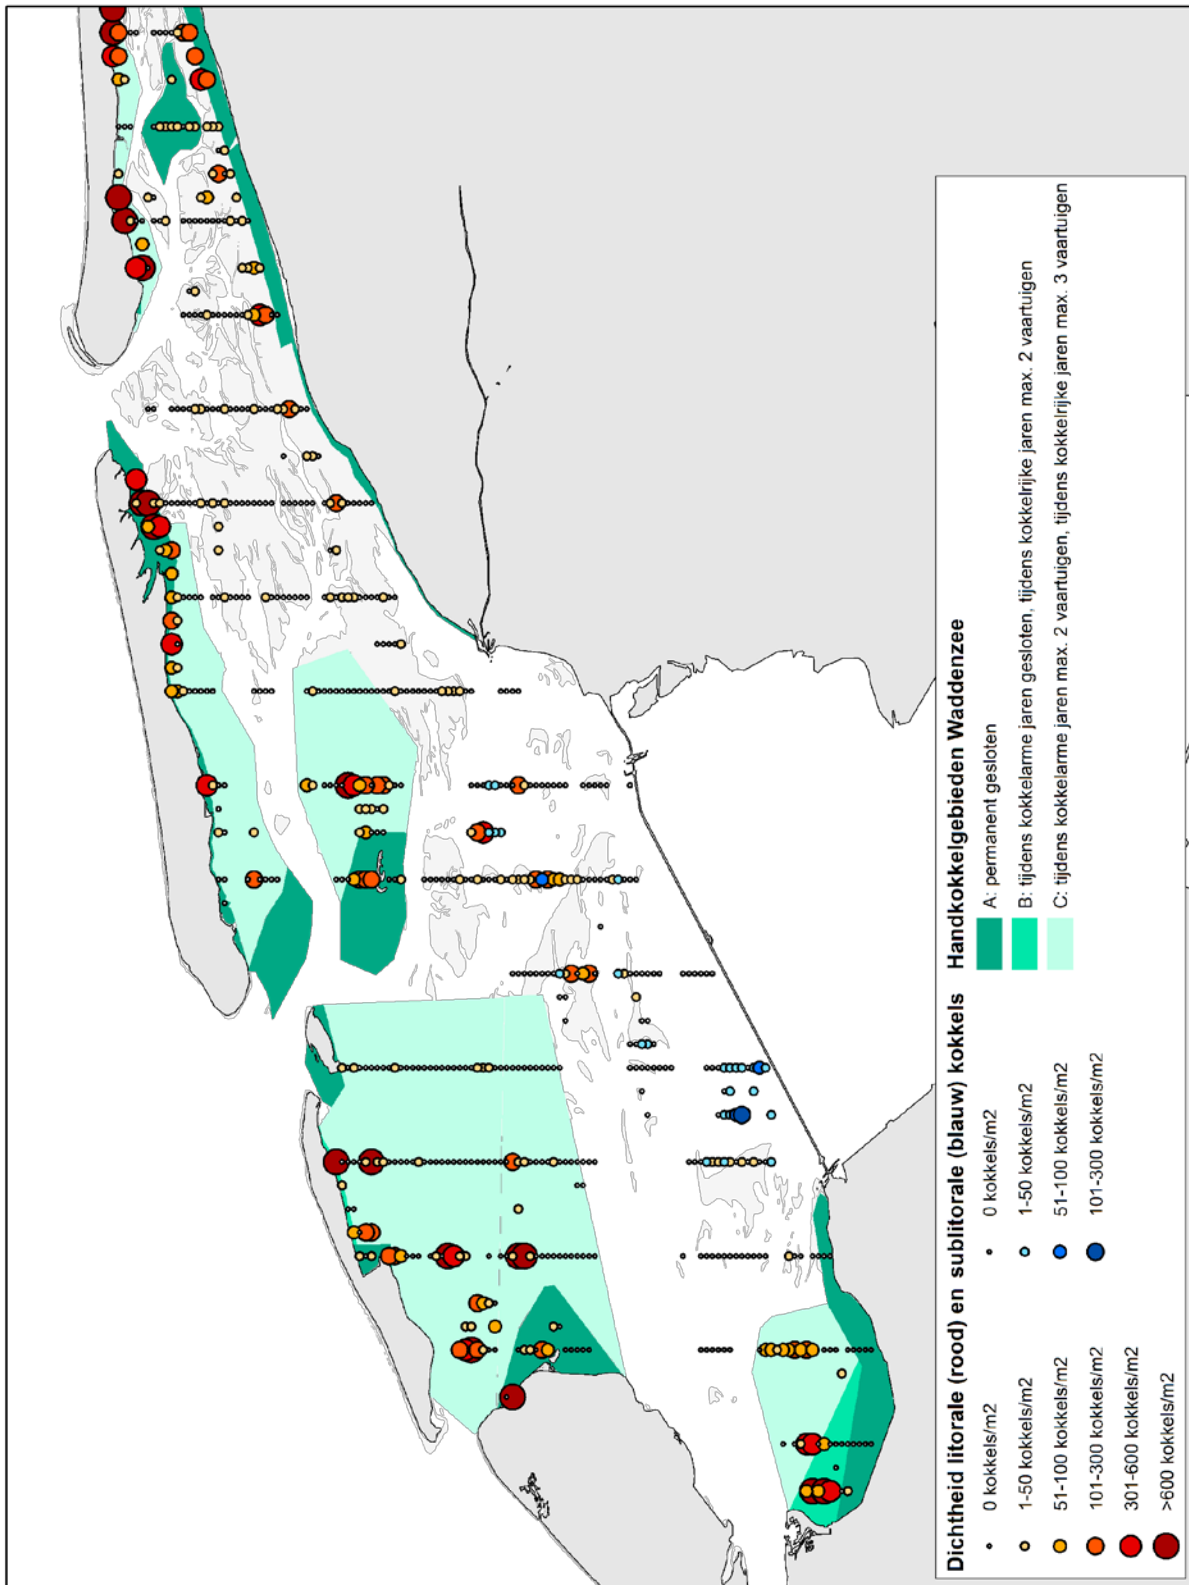 Dichtheid litorale (rood) en sublitorale (blauw) kokkels
0 kokkels/m2
1-50 kokkels/m2
51-100 kokkels/m2
101-300 kokkels/m2
301-600 kokkels/m2
>600 kokkels/m2
0 kokkels/m2
1-50 kokkels/m2
51-100 kokkels/m2
101-300 kokkels/m2
Handkokkelgebieden Waddenzee
A: permanent gesloten
B: tijdens kokkelarme jaren gesloten, tijdens kokkelrijke jaren max. 2 vaartuigen
C: tijdens kokkelarme jaren max. 2 vaartuigen, tijdens kokkelrijke jaren max. 3 vaartuigen